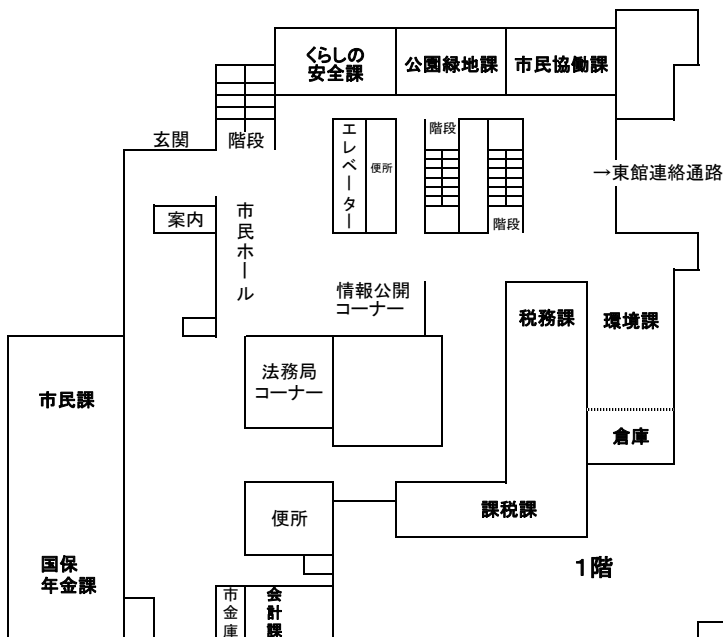 くらしの
安全課
公園緑地課
市民協働課
玄関
階段
エレベーター
便所
階段
階段
→東館連絡通路
案内
市民ホール
情報公開
コーナー
税務課
環境課
法務局
コーナー
市民課
倉庫
便所
課税課
国保
年金課
1階
市金庫
会計課